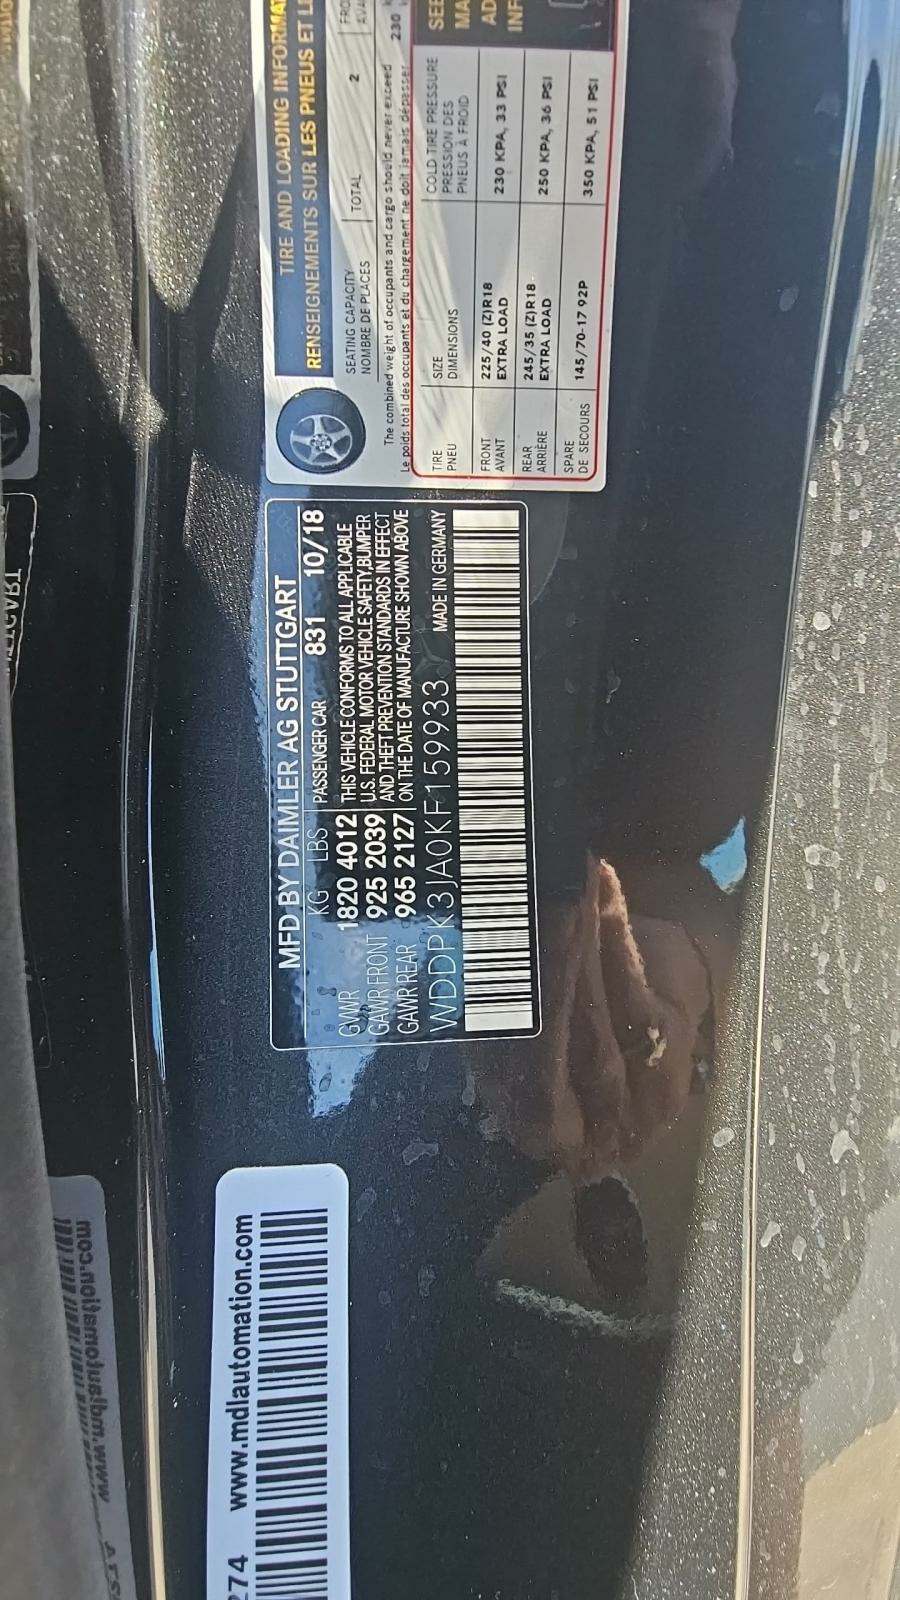 MFD BY DAIMLER AG STUTTGART
KG LBS PASSENGER CAR 831 10/18
GVWR 1820 4012
GAWR FRONT 925 2039
GAWR REAR 965 2127
THIS VEHICLE CONFORMS TO ALL APPLICABLE
U.S. FEDERAL MOTOR VEHICLE SAFETY,BUMPER
AND THEFT PREVENTION STANDARDS IN EFFECT
ON THE DATE OF MANUFACTURE SHOWN ABOVE
WDDPK3JA0KF159933 MADE IN GERMANY
TIRE AND LOADING
RENSEIGNEMENTS SUR LES PNEUS ET
SEATING CAPACITY
NOMBRE DE PLACES
TOTAL 2
The combined weight of occupants and cargo should never exceed 230
Le poids total des occupants et du chargement ne doit jamais dépasser
TIRE
PNEU
SIZE
DIMENSIONS
COLD TIRE PRESSURE
PRESSION DES
PNEUS À FROID
FRONT
AVANT
225/40 (Z)R18
EXTRA LOAD
230 KPA, 33 PSI
REAR
ARRIÈRE
245/35 (Z)R18
EXTRA LOAD
250 KPA, 36 PSI
SPARE
DE SECOURS
145/70-17 92P
350 KPA, 51 PSI
274 www.mdlautomation.com